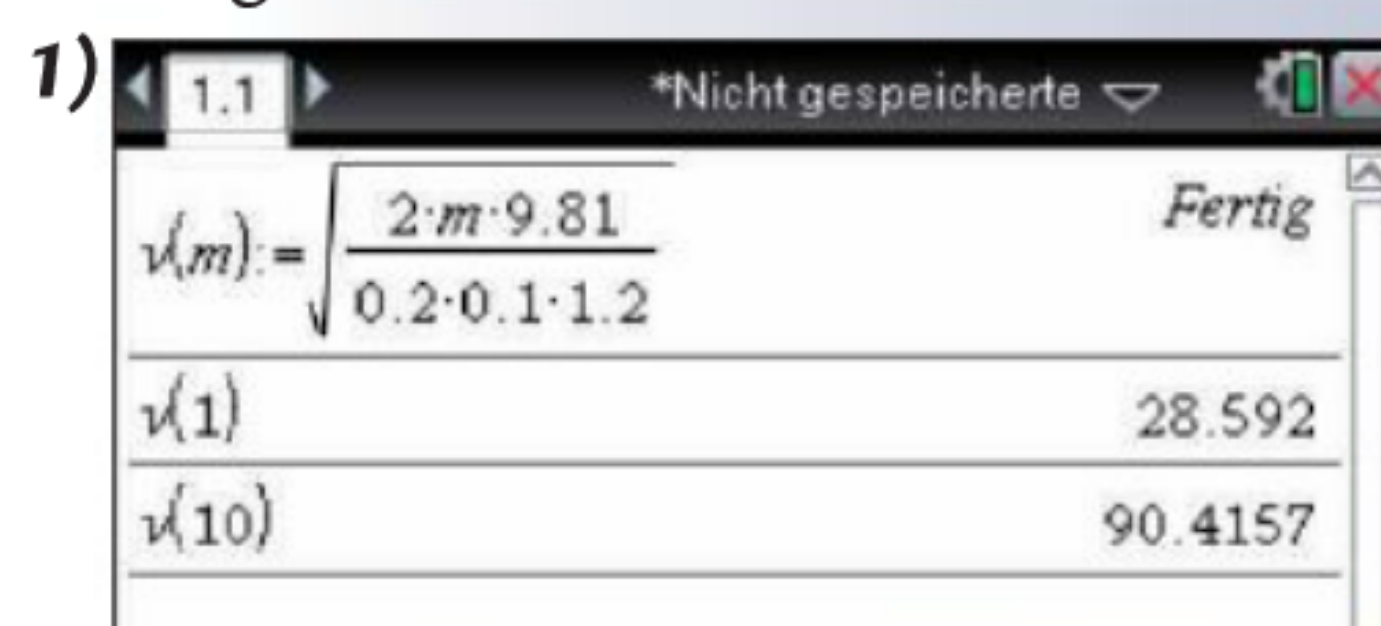 1)
1.1 *Nicht gespeicherte
v(m):=√(2·m·9.81/(0.2·0.1·1.2)) Fertig
v(1) 28.592
v(10) 90.4157